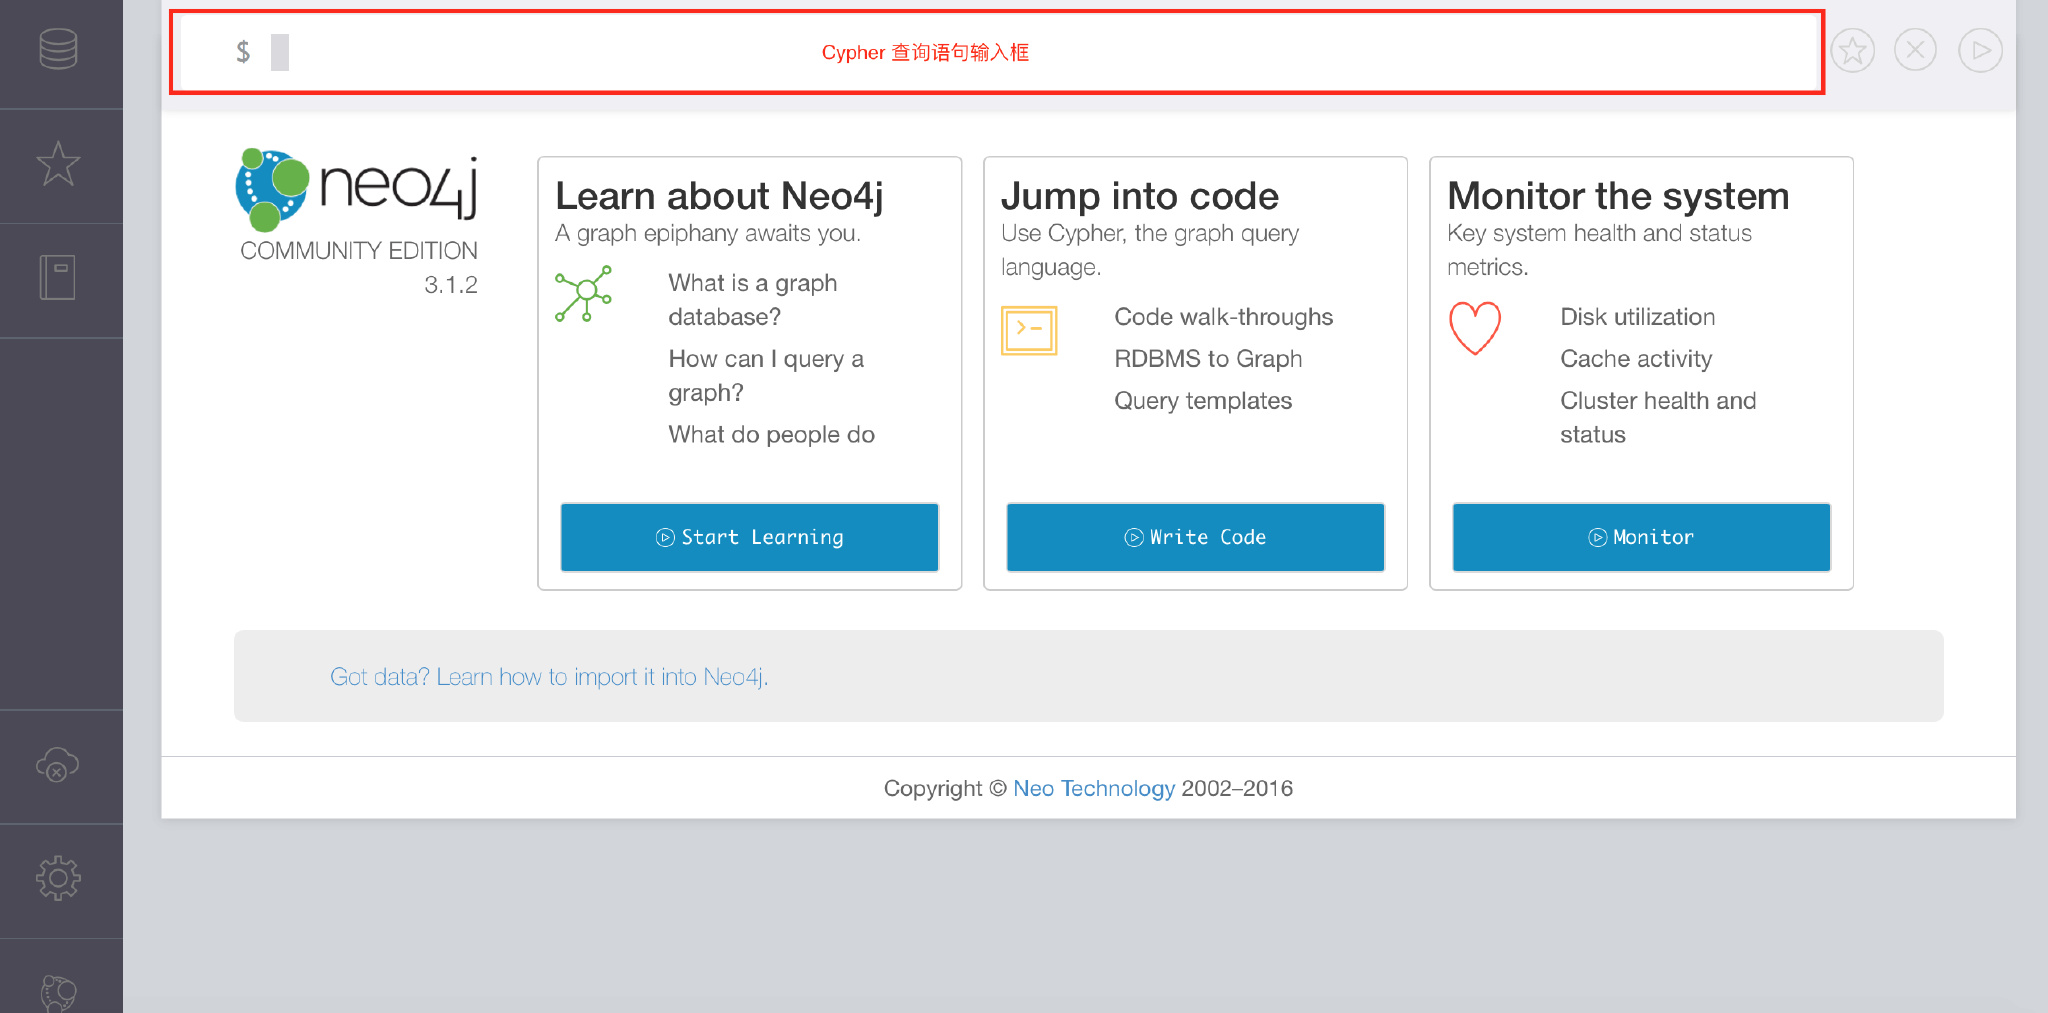 $
Cypher 查询语句输入框
neo4j
COMMUNITY EDITION
3.1.2
Learn about Neo4j
A graph epiphany awaits you.
What is a graph
database?
How can I query a
graph?
What do people do
Start Learning
Jump into code
Use Cypher, the graph query
language.
Code walk-throughs
RDBMS to Graph
Query templates
Write Code
Monitor the system
Key system health and status
metrics.
Disk utilization
Cache activity
Cluster health and
status
Monitor
Got data? Learn how to import it into Neo4j.
Copyright © Neo Technology 2002–2016